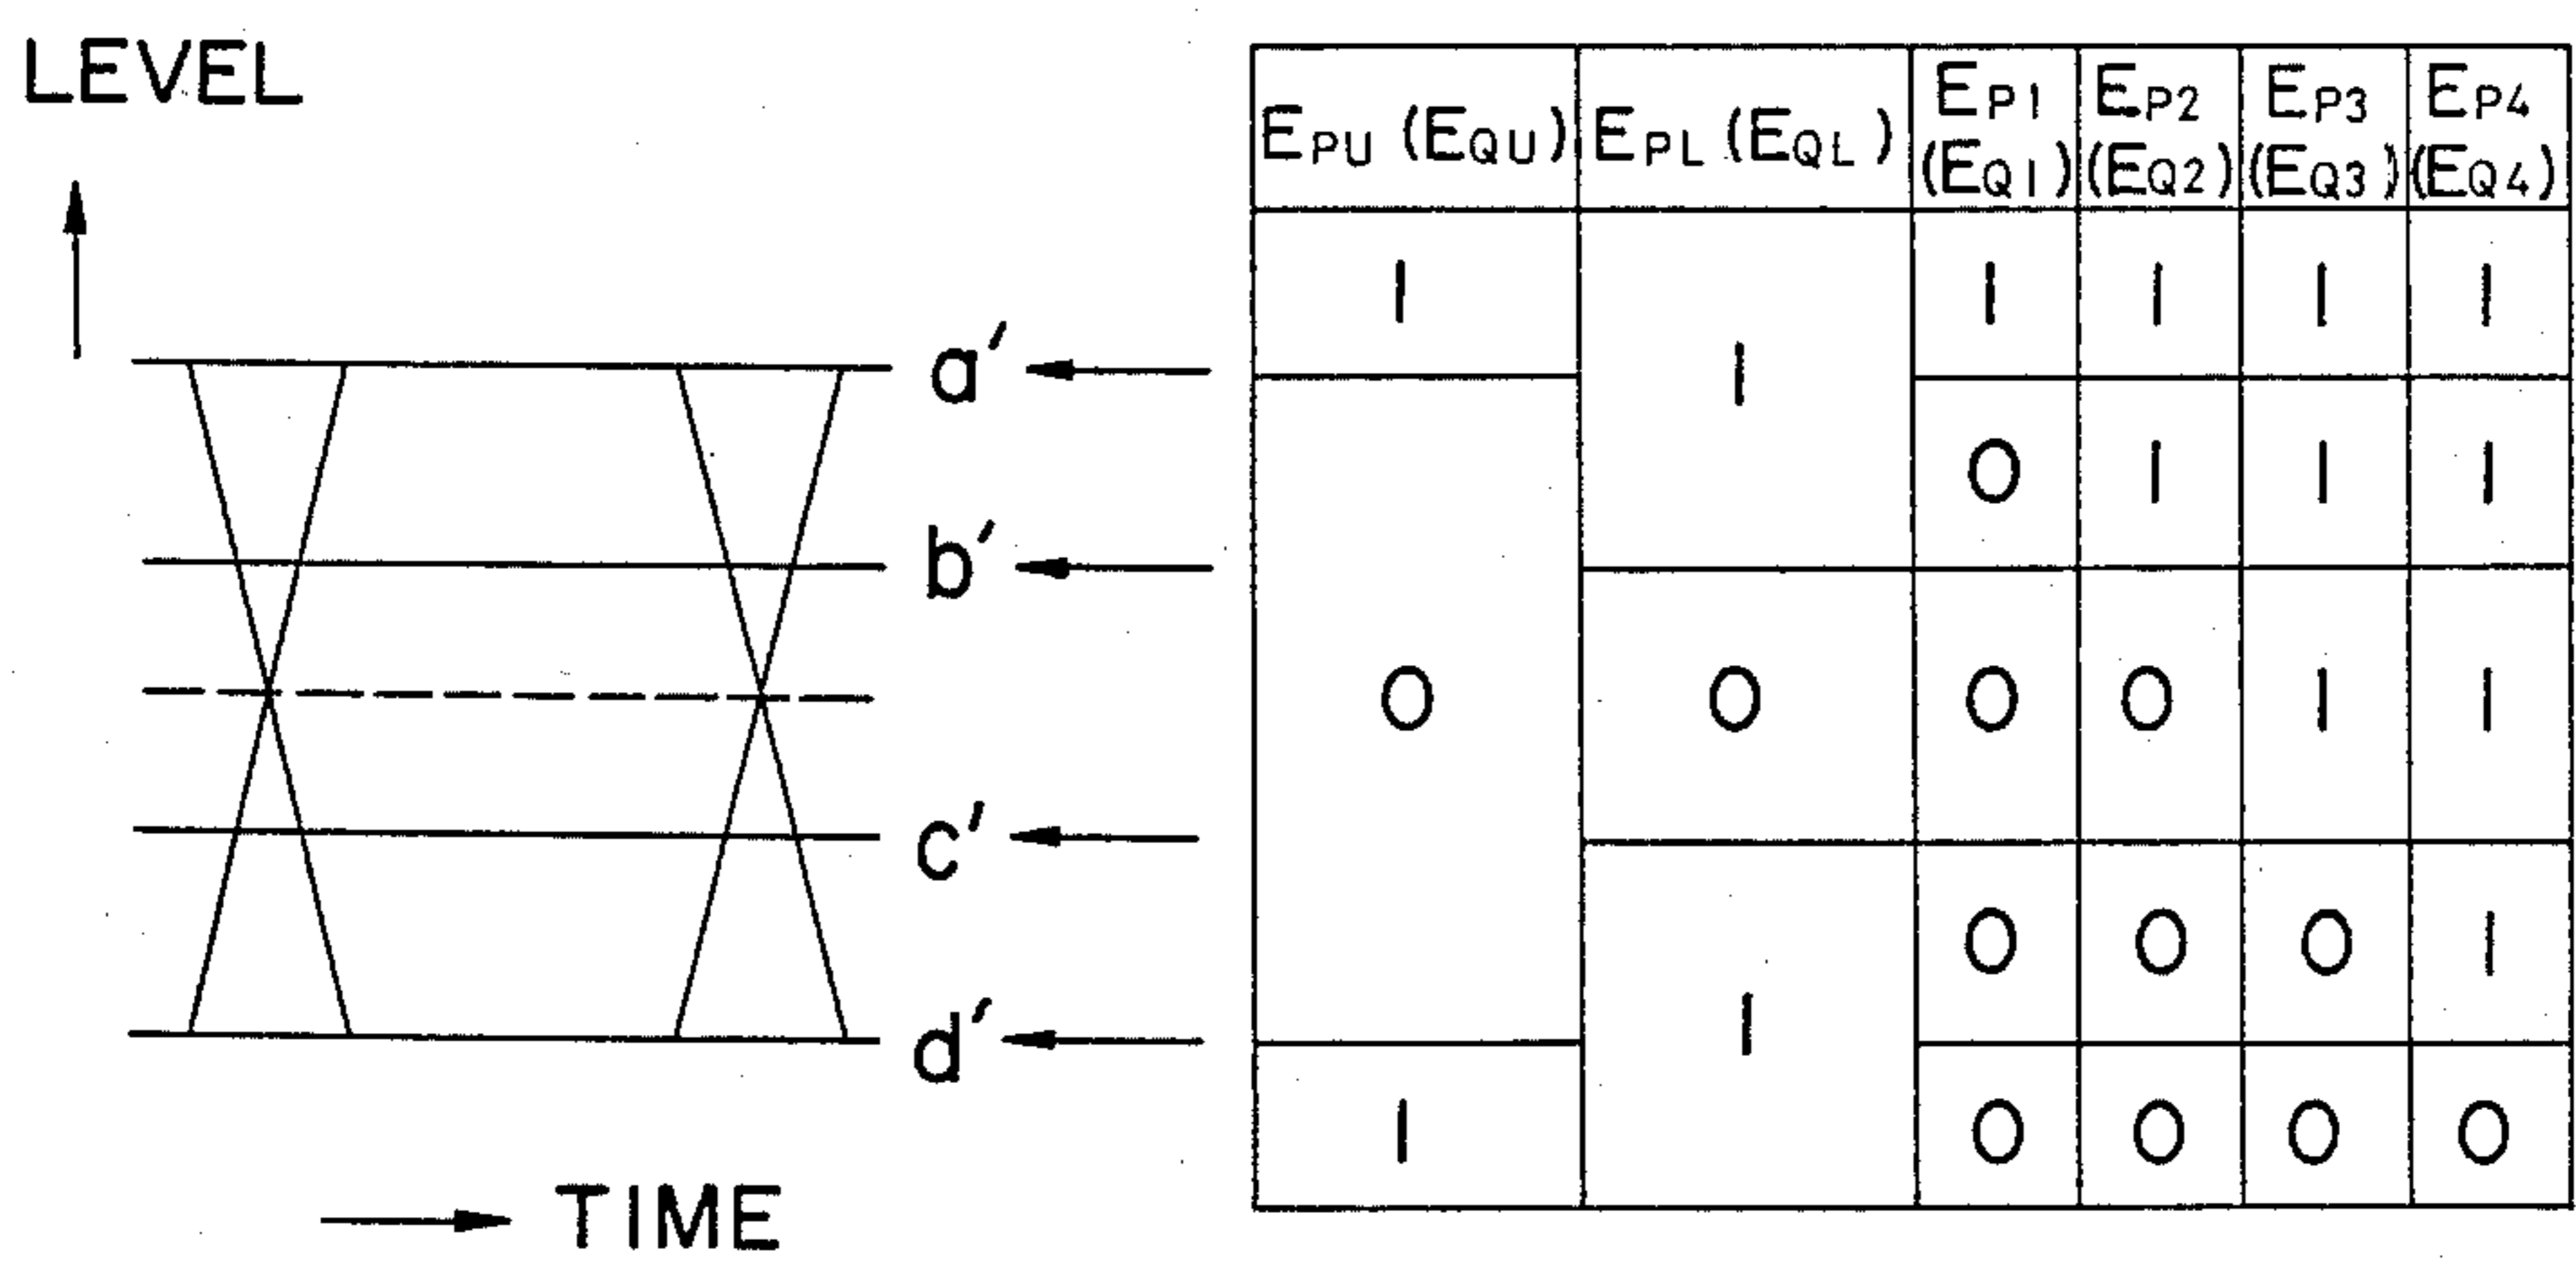 LEVEL
EPU (EQU) EPL (EQL) EP1 (EQ1) EP2 (EQ2) EP3 (EQ3) EP4 (EQ4)
1 1 1 1 1 1
a′
0 1 1 1
b′
0 0 0 0 1 1
c′
1 0 0 0 1
d′
1 0 0 0 0
TIME